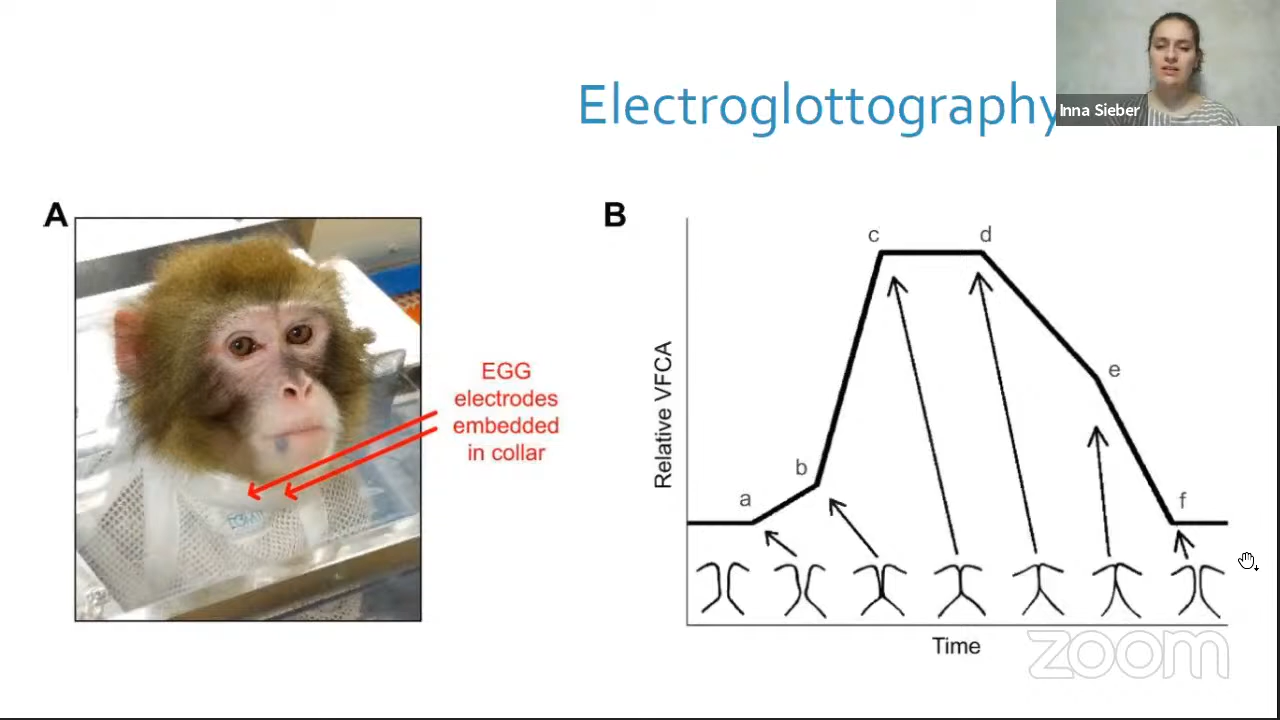 Electroglottography
Inna Sieber
A
EGG
electrodes
embedded
in collar
B
Relative VFCA
a
b
c
d
e
f
Time
zoom